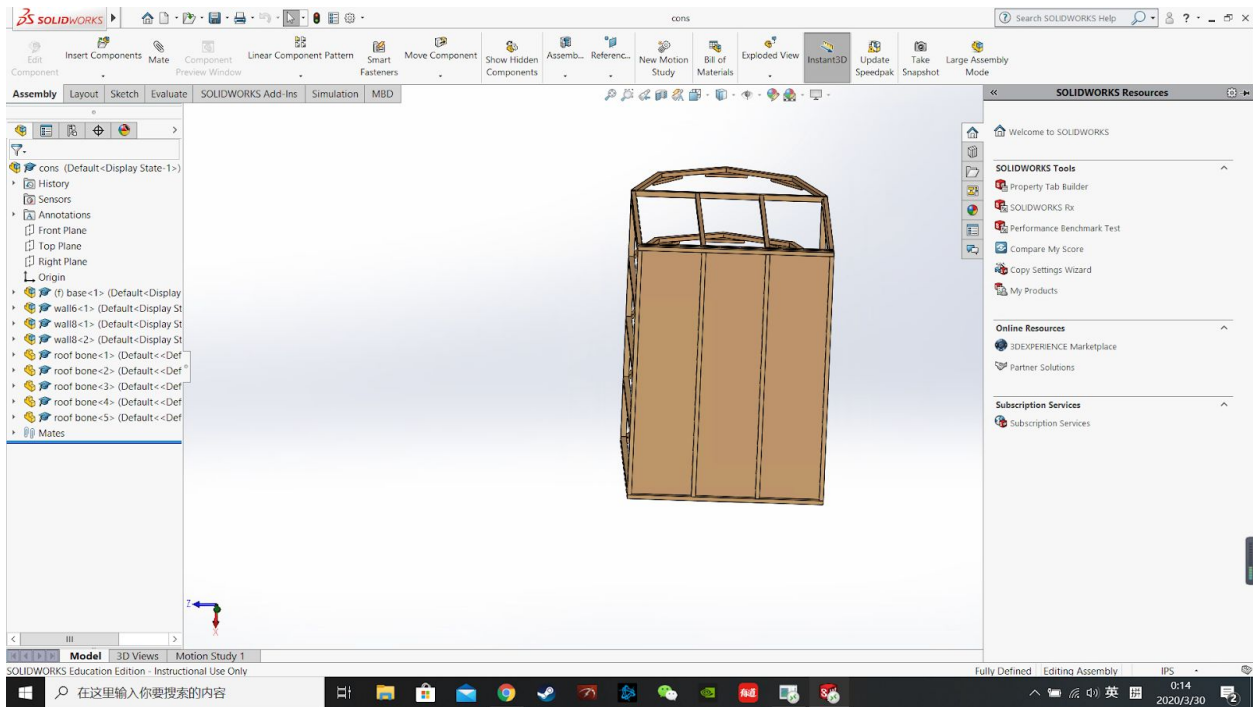 SOLIDWORKS
cons
Search SOLIDWORKS Help
Edit Component
Insert Components
Mate
Component Preview Window
Linear Component Pattern
Smart Fasteners
Move Component
Show Hidden Components
Assemb...
Referenc...
New Motion Study
Bill of Materials
Exploded View
Instant3D
Update Speedpak
Take Snapshot
Large Assembly Mode
Assembly Layout Sketch Evaluate SOLIDWORKS Add-Ins Simulation MBD
SOLIDWORKS Resources
cons (Default<Display State-1>)
History
Sensors
Annotations
Front Plane
Top Plane
Right Plane
Origin
(f) base<1> (Default<Display
wall6<1> (Default<Display St
wall8<1> (Default<Display St
wall8<2> (Default<Display St
roof bone<1> (Default<<Def
roof bone<2> (Default<<Def
roof bone<3> (Default<<Def
roof bone<4> (Default<<Def
roof bone<5> (Default<<Def
Mates
Welcome to SOLIDWORKS
SOLIDWORKS Tools
Property Tab Builder
SOLIDWORKS Rx
Performance Benchmark Test
Compare My Score
Copy Settings Wizard
My Products
Online Resources
3DEXPERIENCE Marketplace
Partner Solutions
Subscription Services
Subscription Services
Z
X
Model 3D Views Motion Study 1
SOLIDWORKS Education Edition - Instructional Use Only
Fully Defined Editing Assembly IPS
在这里输入你要搜索的内容
英
0:14
2020/3/30